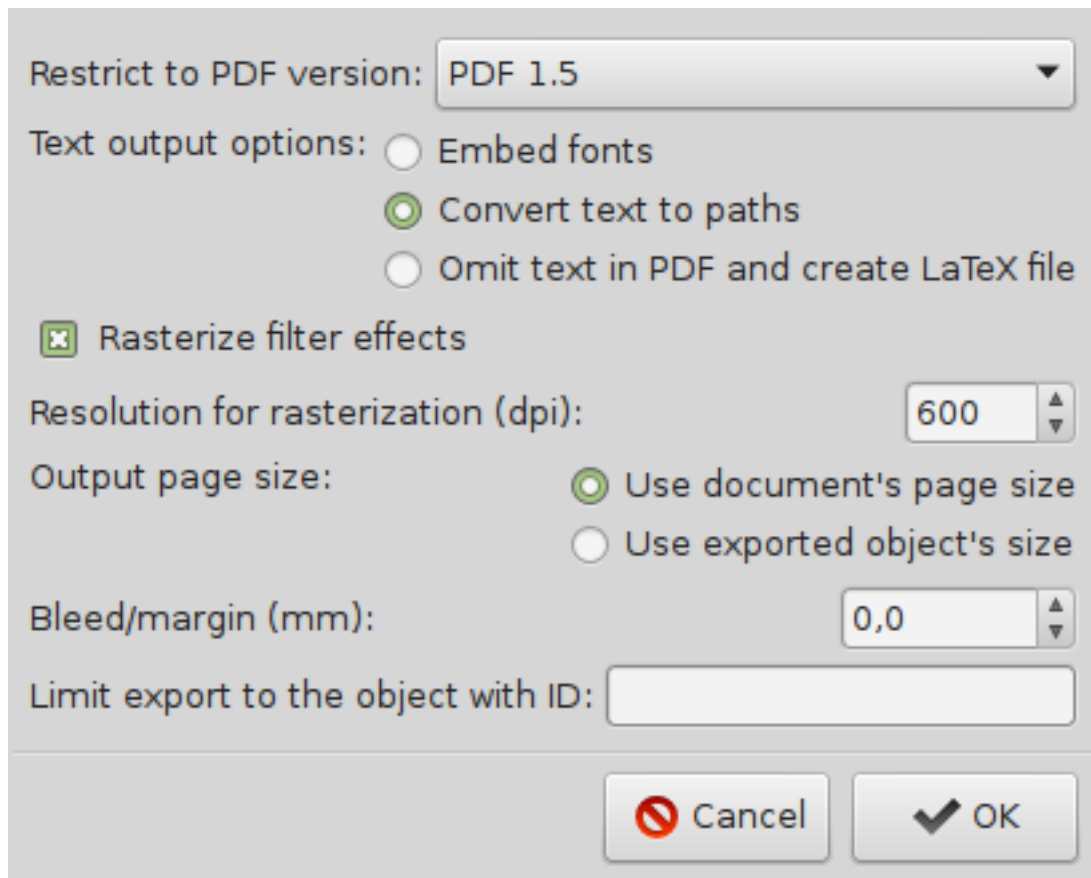 Restrict to PDF version: PDF 1.5
Text output options: Embed fonts
Convert text to paths
Omit text in PDF and create LaTeX file
Rasterize filter effects
Resolution for rasterization (dpi): 600
Output page size: Use document's page size
Use exported object's size
Bleed/margin (mm): 0,0
Limit export to the object with ID:
Cancel OK